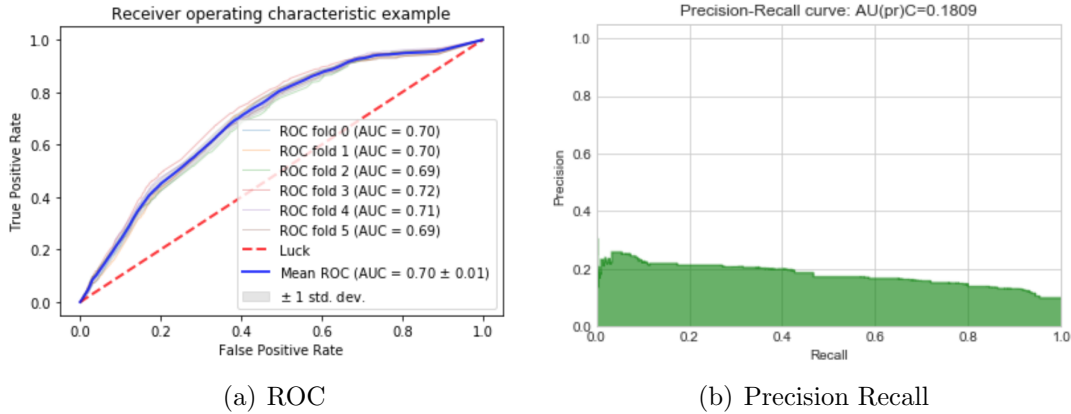 Receiver operating characteristic example
True Positive Rate
1.0
0.8
0.6
0.4
0.2
0.0
ROC fold 0 (AUC = 0.70)
ROC fold 1 (AUC = 0.70)
ROC fold 2 (AUC = 0.69)
ROC fold 3 (AUC = 0.72)
ROC fold 4 (AUC = 0.71)
ROC fold 5 (AUC = 0.69)
Luck
Mean ROC (AUC = 0.70 ± 0.01)
± 1 std. dev.
0.0 0.2 0.4 0.6 0.8 1.0
False Positive Rate
(a) ROC
Precision-Recall curve: AU(pr)C=0.1809
Precision
1.0
0.8
0.6
0.4
0.2
0.0
0.0 0.2 0.4 0.6 0.8 1.0
Recall
(b) Precision Recall